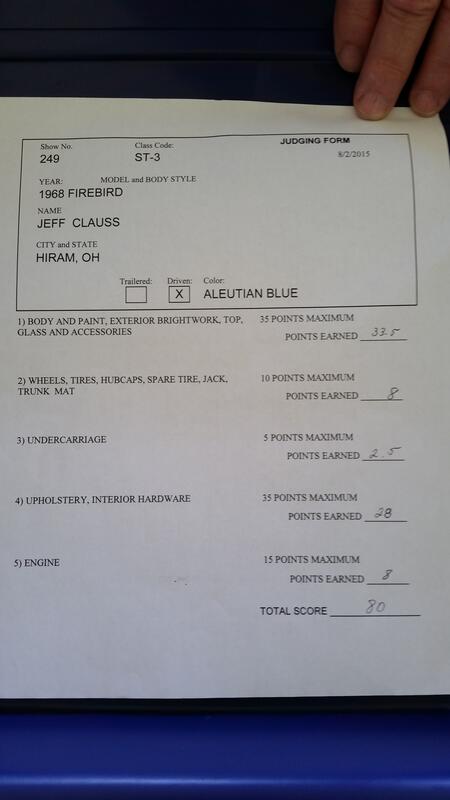 JUDGING FORM
Show No. Class Code: 8/2/2015
249 ST-3
YEAR: MODEL and BODY STYLE
1968 FIREBIRD
NAME
JEFF CLAUSS
CITY and STATE
HIRAM, OH
Trailered: Driven: Color:
X ALEUTIAN BLUE
1) BODY AND PAINT, EXTERIOR BRIGHTWORK, TOP, 35 POINTS MAXIMUM
GLASS AND ACCESSORIES POINTS EARNED 33.5
2) WHEELS, TIRES, HUBCAPS, SPARE TIRE, JACK, 10 POINTS MAXIMUM
TRUNK MAT POINTS EARNED 8
3) UNDERCARRIAGE 5 POINTS MAXIMUM
POINTS EARNED 2.5
4) UPHOLSTERY, INTERIOR HARDWARE 35 POINTS MAXIMUM
POINTS EARNED 28
5) ENGINE 15 POINTS MAXIMUM
POINTS EARNED 8
TOTAL SCORE 80